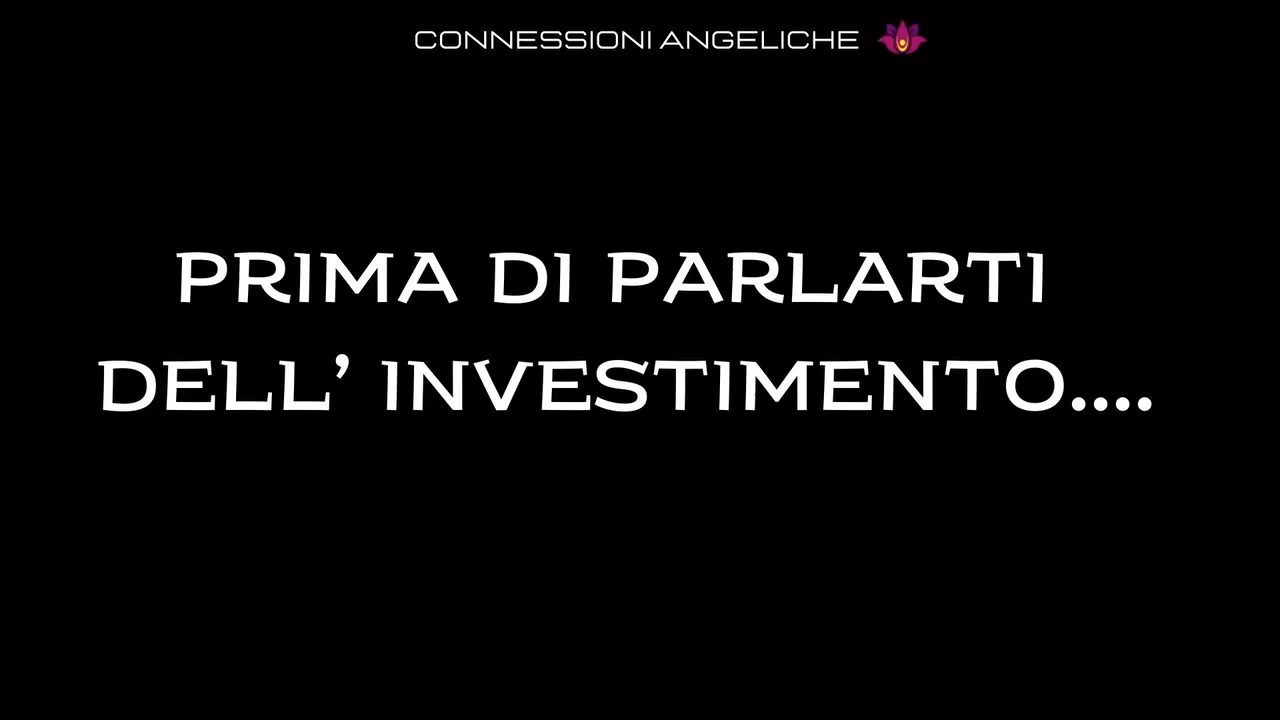 CONNESSIONI ANGELICHE
PRIMA DI PARLARTI
DELL’ INVESTIMENTO....